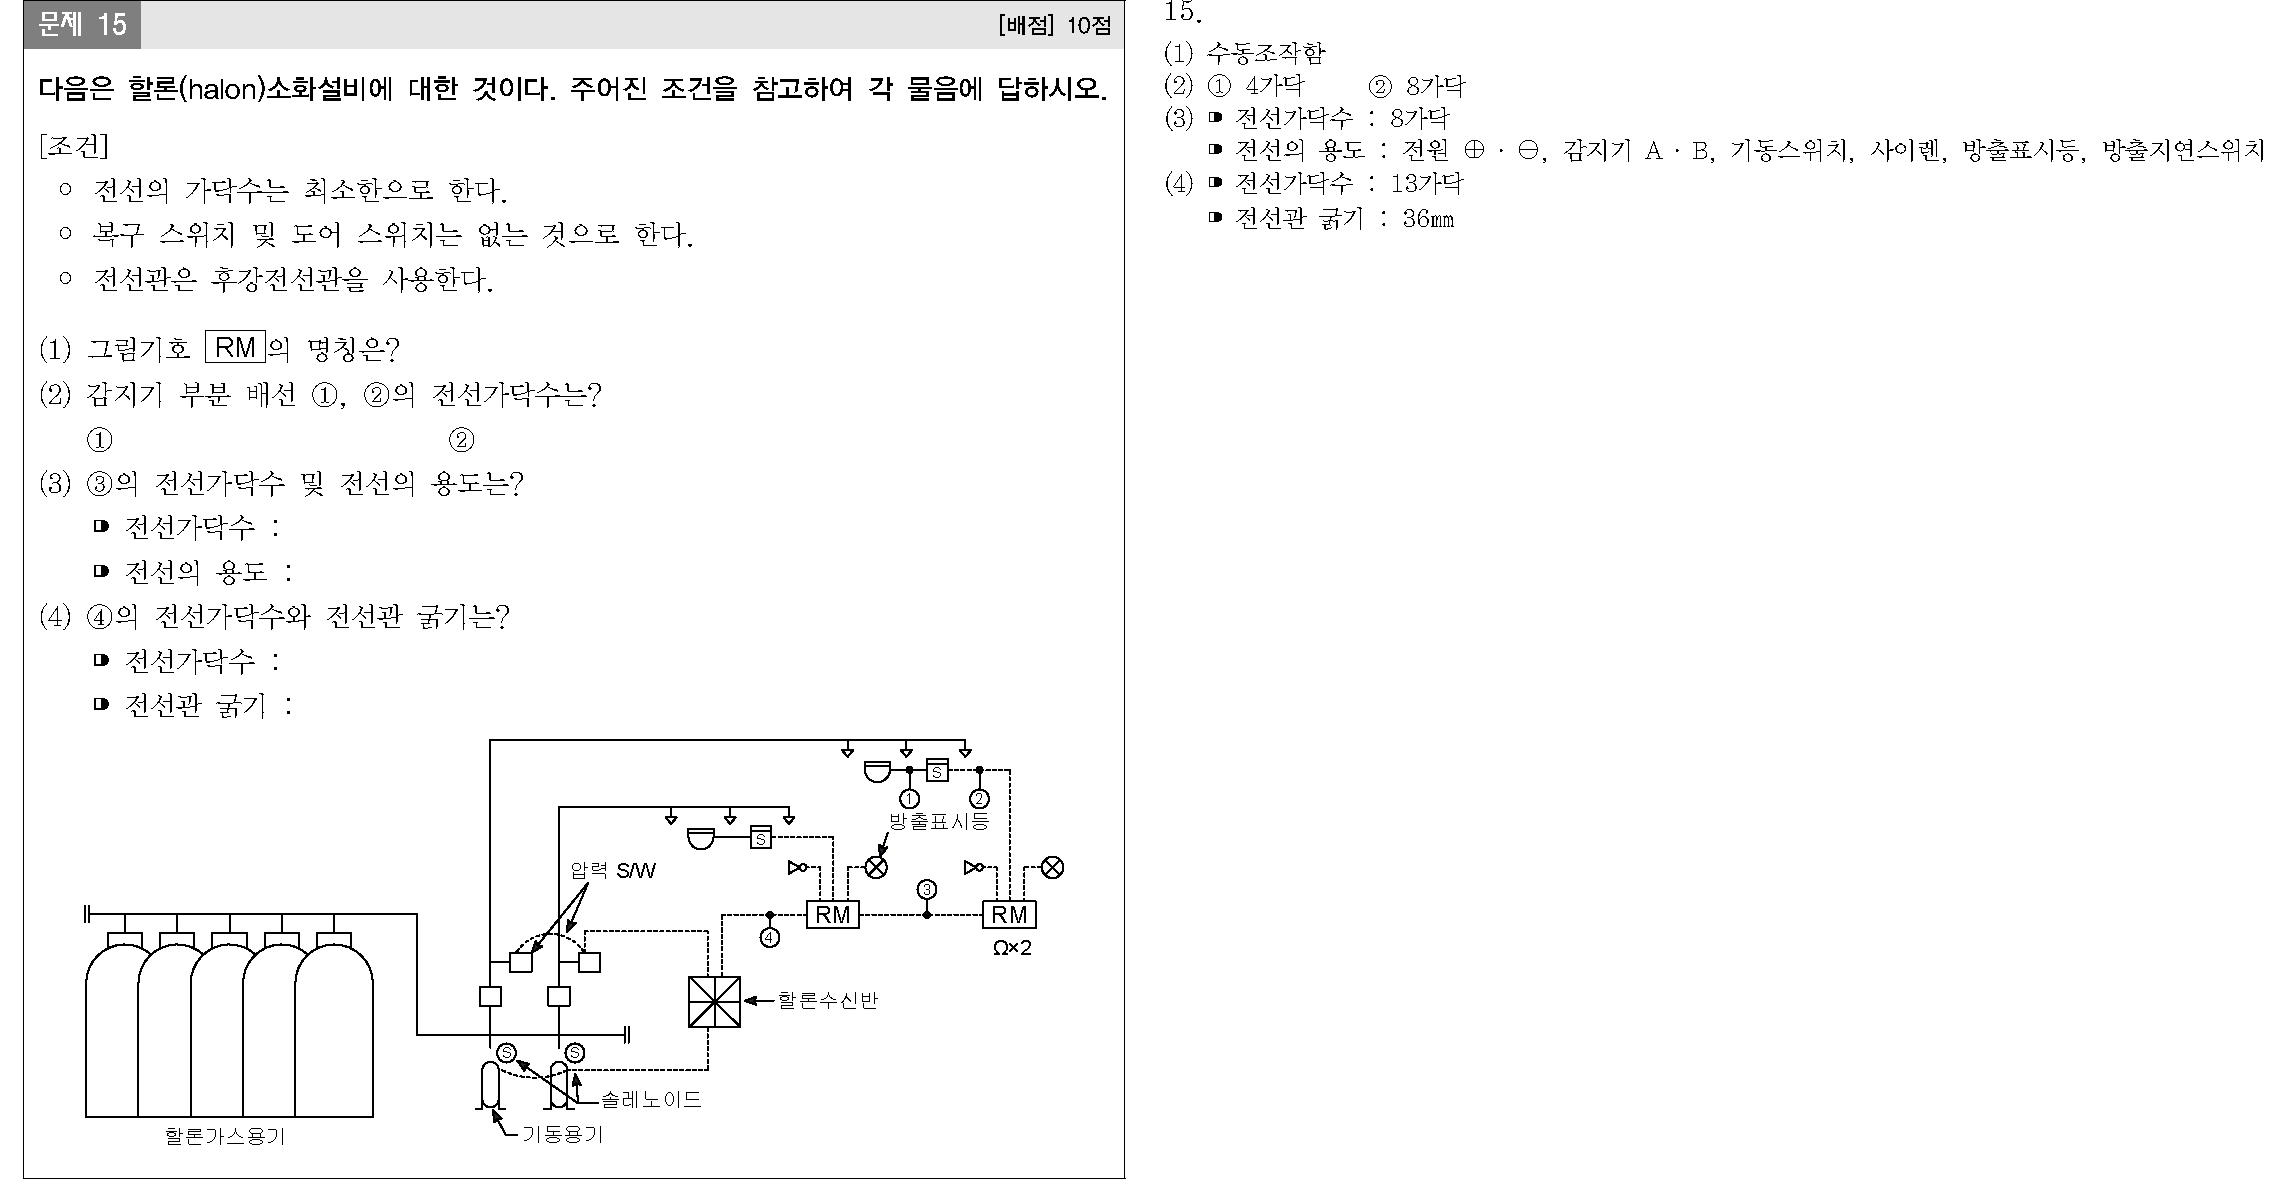 문제 15
[배점] 10점
다음은 할론(halon)소화설비에 대한 것이다. 주어진 조건을 참고하여 각 물음에 답하시오.
[조건]
○ 전선의 가닥수는 최소한으로 한다.
○ 복구 스위치 및 도어 스위치는 없는 것으로 한다.
○ 전선관은 후강전선관을 사용한다.
(1) 그림기호 RM의 명칭은?
(2) 감지기 부분 배선 ①, ②의 전선가닥수는?
① ②
(3) ③의 전선가닥수 및 전선의 용도는?
전선가닥수 :
전선의 용도 :
(4) ④의 전선가닥수와 전선관 굵기는?
전선가닥수 :
전선관 굵기 :
S
① ②
방출표시등
S
압력 S/W
③
RM
RM
④
Ω×2
할론수신반
S
S
솔레노이드
기동용기
할론가스용기
15.
(1) 수동조작함
(2) ① 4가닥 ② 8가닥
(3) 전선가닥수 : 8가닥
전선의 용도 : 전원 ⊕ · ⊖, 감지기 A · B, 기동스위치, 사이렌, 방출표시등, 방출지연스위치
(4) 전선가닥수 : 13가닥
전선관 굵기 : 36㎜